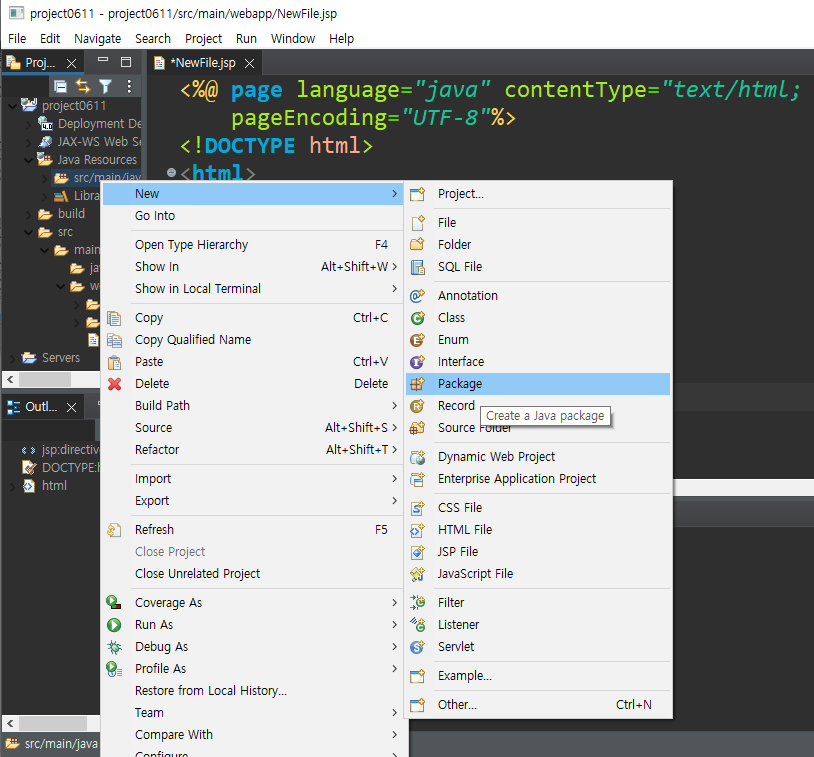 project0611 - project0611/src/main/webapp/NewFile.jsp
File Edit Navigate Search Project Run Window Help
Proj...
*NewFile.jsp
project0611
Deployment De
JAX-WS Web Se
Java Resources
src/main/jav
Libra
build
src
main
ja
w
Servers
<%@ page language="java" contentType="text/html;
pageEncoding="UTF-8"%>
<!DOCTYPE html>
<html>
Outl...
jsp:directive
DOCTYPE:h
html
src/main/java
New
Go Into
Open Type Hierarchy F4
Show In Alt+Shift+W
Show in Local Terminal
Copy Ctrl+C
Copy Qualified Name
Paste Ctrl+V
Delete Delete
Build Path
Source Alt+Shift+S
Refactor Alt+Shift+T
Import
Export
Refresh F5
Close Project
Close Unrelated Project
Coverage As
Run As
Debug As
Profile As
Restore from Local History...
Team
Compare With
Configure
Project...
File
Folder
SQL File
Annotation
Class
Enum
Interface
Package
Record
Create a Java package
Source Folder
Dynamic Web Project
Enterprise Application Project
CSS File
HTML File
JSP File
JavaScript File
Filter
Listener
Servlet
Example...
Other... Ctrl+N